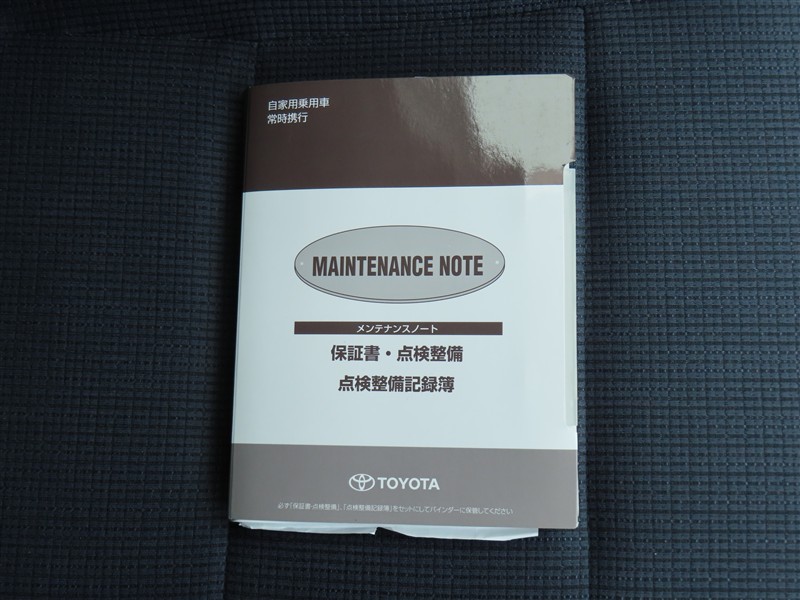 自家用乗用車
常時携行
MAINTENANCE NOTE
メンテナンスノート
保証書・点検整備
点検整備記録簿
TOYOTA
必ず「保証書・点検整備」、「点検整備記録簿」をセットにしてバインダーに保管してください